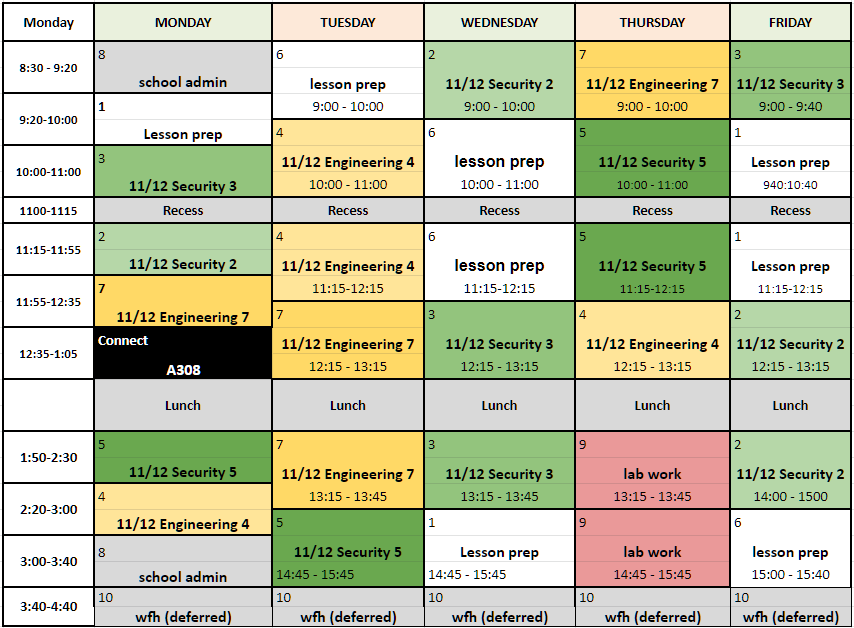 Monday MONDAY TUESDAY WEDNESDAY THURSDAY FRIDAY
8:30 - 9:20
9:20-10:00
10:00-11:00
1100-1115
11:15-11:55
11:55-12:35
12:35-1:05
1:50-2:30
2:20-3:00
3:00-3:40
3:40-4:40
8
school admin
1
Lesson prep
3
11/12 Security 3
Recess
2
11/12 Security 2
7
11/12 Engineering 7
Connect
A308
Lunch
5
11/12 Security 5
4
11/12 Engineering 4
8
school admin
10
wfh (deferred)
6
lesson prep
9:00 - 10:00
4
11/12 Engineering 4
10:00 - 11:00
Recess
4
11/12 Engineering 4
11:15-12:15
7
11/12 Engineering 7
12:15 - 13:15
Lunch
7
11/12 Engineering 7
13:15 - 13:45
5
11/12 Security 5
14:45 - 15:45
10
wfh (deferred)
2
11/12 Security 2
9:00 - 10:00
6
lesson prep
10:00 - 11:00
Recess
6
lesson prep
11:15-12:15
3
11/12 Security 3
12:15 - 13:15
Lunch
3
11/12 Security 3
13:15 - 13:45
1
Lesson prep
14:45 - 15:45
10
wfh (deferred)
7
11/12 Engineering 7
9:00 - 10:00
5
11/12 Security 5
10:00 - 11:00
Recess
5
11/12 Security 5
11:15-12:15
4
11/12 Engineering 4
12:15 - 13:15
Lunch
9
lab work
13:15 - 13:45
9
lab work
14:45 - 15:45
10
wfh (deferred)
3
11/12 Security 3
9:00 - 9:40
1
Lesson prep
940:10:40
Recess
1
Lesson prep
11:15-12:15
2
11/12 Security 2
12:15 - 13:15
Lunch
2
11/12 Security 2
14:00 - 1500
6
lesson prep
15:00 - 15:40
10
wfh (deferred)